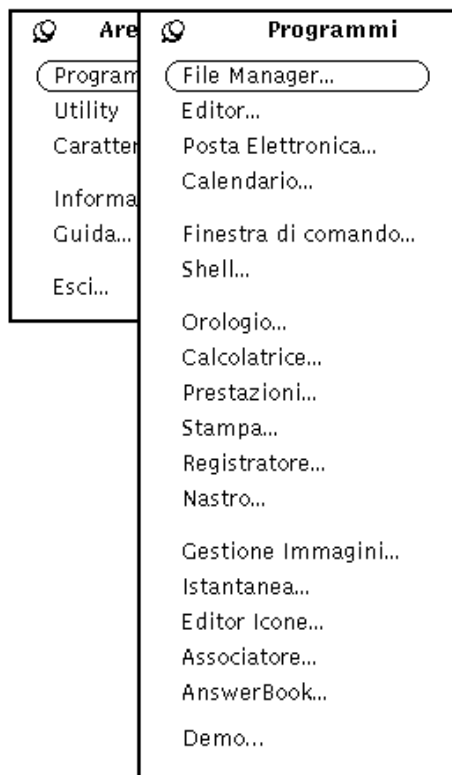 Are
Program
Utility
Caratter
Informa
Guida...
Esci...
Programmi
File Manager...
Editor...
Posta Elettronica...
Calendario...
Finestra di comando...
Shell...
Orologio...
Calcolatrice...
Prestazioni...
Stampa...
Registratore...
Nastro...
Gestione Immagini...
Istantanea...
Editor Icone...
Associatore...
AnswerBook...
Demo...